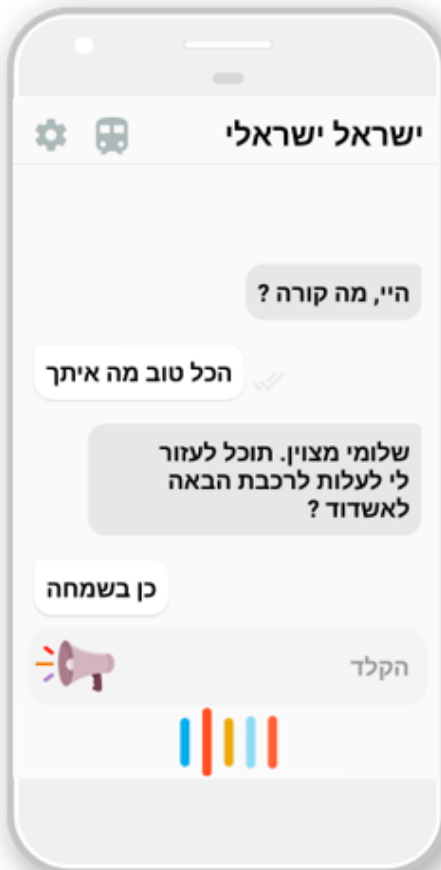 ישראל ישראלי
היי, מה קורה ?
הכל טוב מה איתך
שלומי מצוין. תוכל לעזור
לי לעלות לרכבת הבאה
לאשדוד ?
כן בשמחה
הקלד